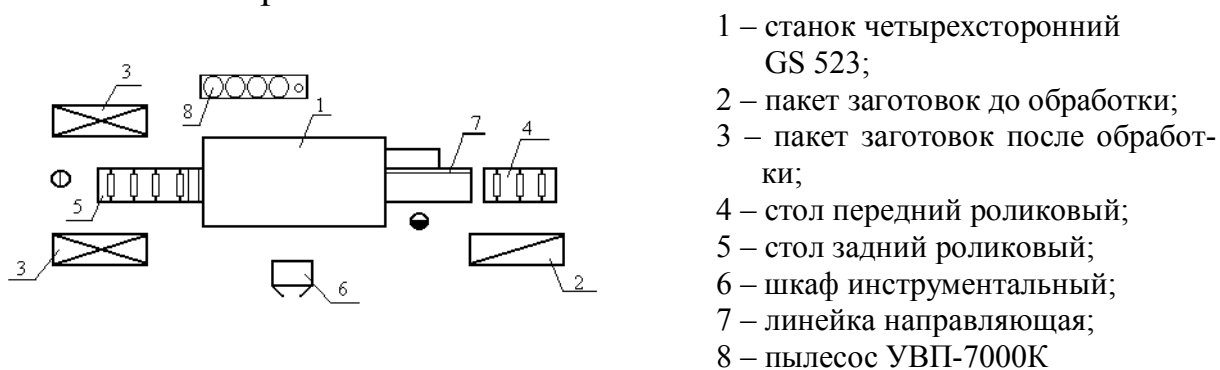 1 – станок четырехсторонний
GS 523;
2 – пакет заготовок до обработки;
3 – пакет заготовок после обработ-
ки;
4 – стол передний роликовый;
5 – стол задний роликовый;
6 – шкаф инструментальный;
7 – линейка направляющая;
8 – пылесос УВП-7000К
3
8
1
7
4
5
3
6
2